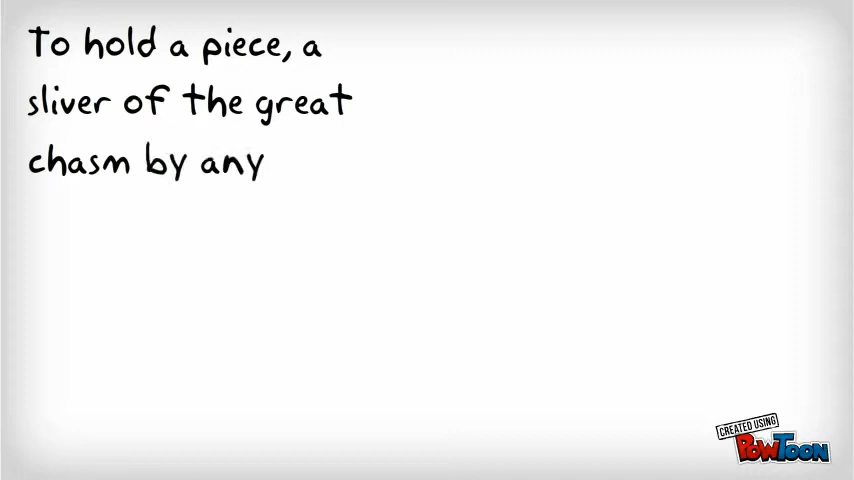 To hold a piece, a
sliver of the great
chasm by any
CREATED USING
POWTOON